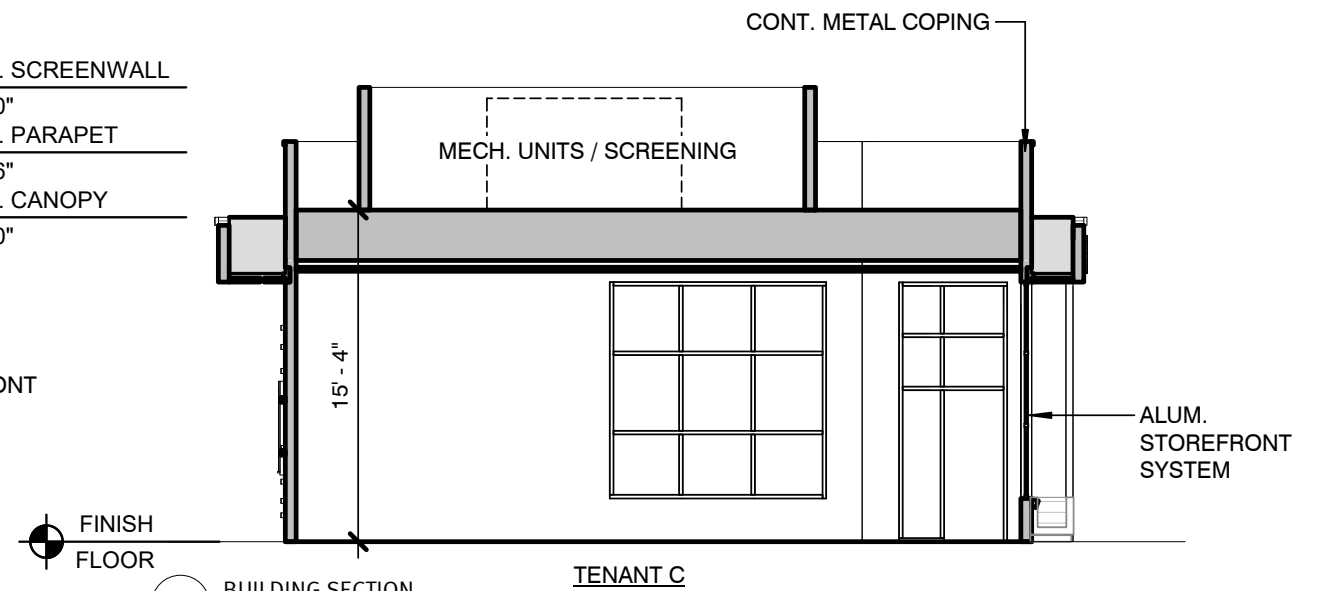 CONT. METAL COPING
. SCREENWALL
0"
. PARAPET
6"
. CANOPY
0"
MECH. UNITS / SCREENING
15' - 4"
ONT
ALUM.
STOREFRONT
SYSTEM
FINISH
FLOOR
TENANT C
BUILDING SECTION